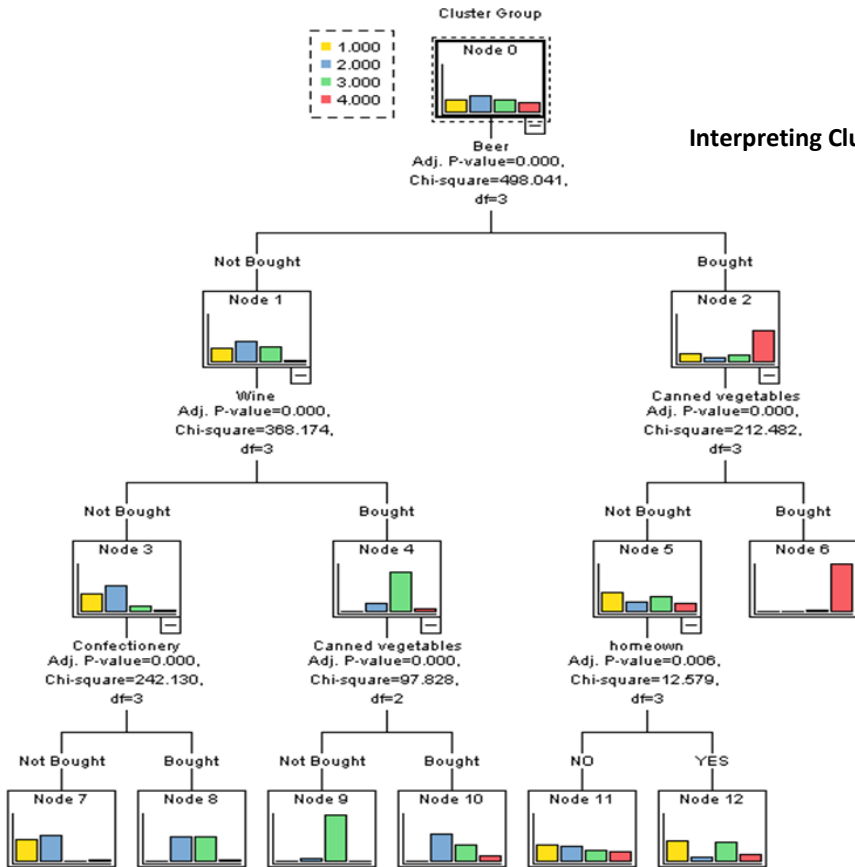 Cluster Group
1.000
2.000
3.000
4.000
Node 0
Interpreting Clu
Beer
Adj. P-value=0.000,
Chi-square=498.041,
df=3
Not Bought
Bought
Node 1
Node 2
Wine
Adj. P-value=0.000,
Chi-square=368.174,
df=3
Canned vegetables
Adj. P-value=0.000,
Chi-square=212.482,
df=3
Not Bought
Bought
Not Bought
Bought
Node 3
Node 4
Node 5
Node 6
Confectionery
Adj. P-value=0.000,
Chi-square=242.130,
df=3
Canned vegetables
Adj. P-value=0.000,
Chi-square=97.828,
df=2
homeown
Adj. P-value=0.006,
Chi-square=12.579,
df=3
Not Bought
Bought
Not Bought
Bought
NO
YES
Node 7
Node 8
Node 9
Node 10
Node 11
Node 12